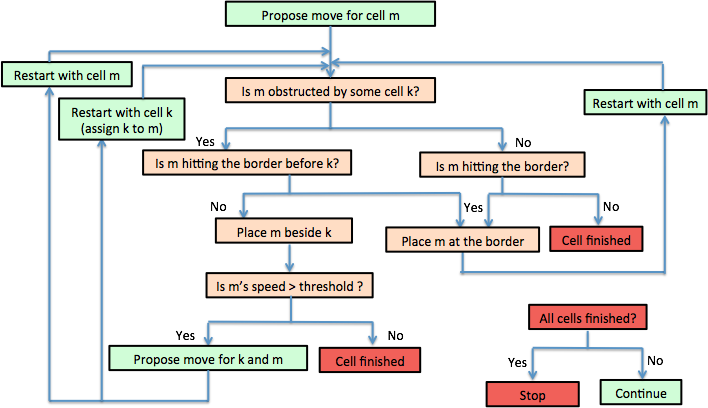 Propose move for cell m
Restart with cell m
Is m obstructed by some cell k?
Restart with cell k
(assign k to m)
Restart with cell m
Yes
No
Is m hitting the border before k?
Is m hitting the border?
No
Yes
No
Place m beside k
Place m at the border
Cell finished
Is m's speed > threshold ?
Yes
No
Propose move for k and m
Cell finished
All cells finished?
Yes
No
Stop
Continue